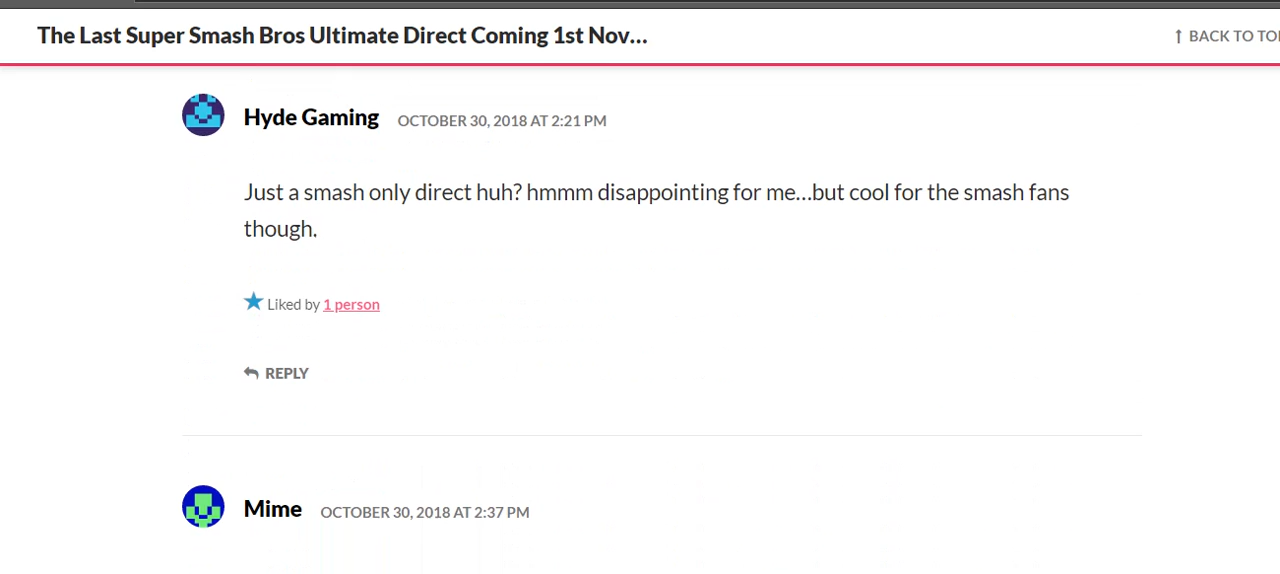 The Last Super Smash Bros Ultimate Direct Coming 1st Nov...
↑ BACK TO
Hyde Gaming OCTOBER 30, 2018 AT 2:21 PM
Just a smash only direct huh? hmmm disappointing for me...but cool for the smash fans
though.
Liked by 1 person
REPLY
Mime OCTOBER 30, 2018 AT 2:37 PM